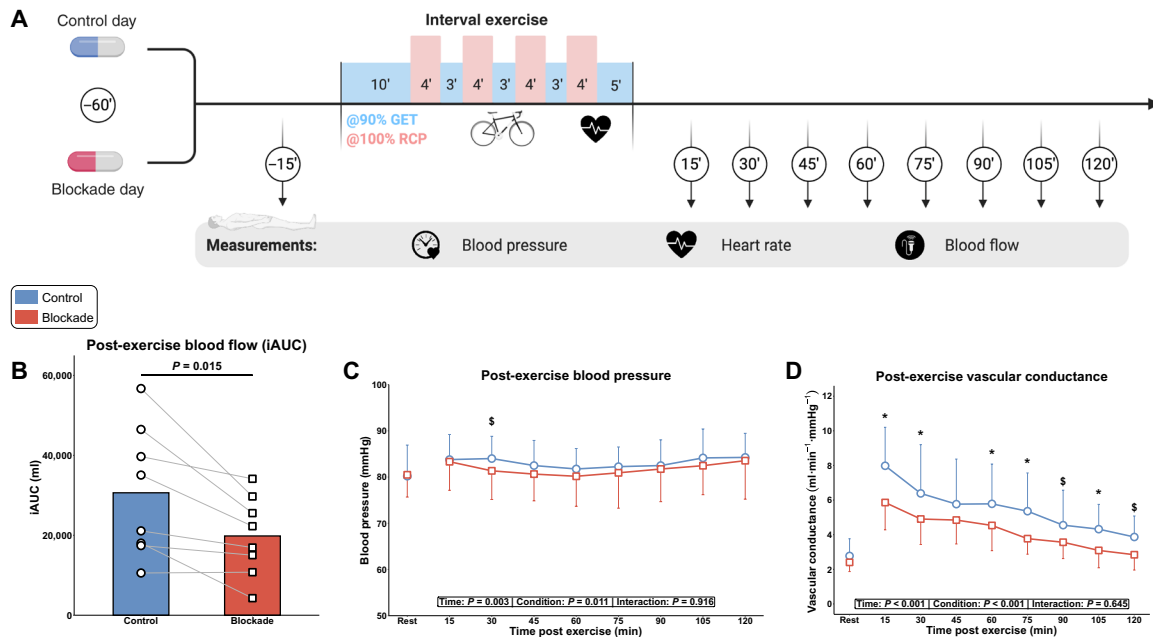 A
Control day
Interval exercise
10' 4' 3' 4' 3' 4' 3' 4' 5'
−60'
@90% GET
@100% RCP
Blockade day
−15' 15' 30' 45' 60' 75' 90' 105' 120'
Measurements: Blood pressure Heart rate Blood flow
Control
Blockade
B
Post-exercise blood flow (iAUC)
P = 0.015
iAUC (ml)
60,000
40,000
20,000
0
Control Blockade
C
Post-exercise blood pressure
Blood pressure (mmHg)
100
90
80
70
60
50
$
Time: P = 0.003 | Condition: P = 0.011 | Interaction: P = 0.916
Rest 15 30 45 60 75 90 105 120
Time post exercise (min)
D
Post-exercise vascular conductance
Vascular conductance (ml·min⁻¹·mmHg⁻¹)
12
10
8
6
4
2
0
* * * * $ * $
Time: P < 0.001 | Condition: P < 0.001 | Interaction: P = 0.645
Rest 15 30 45 60 75 90 105 120
Time post exercise (min)